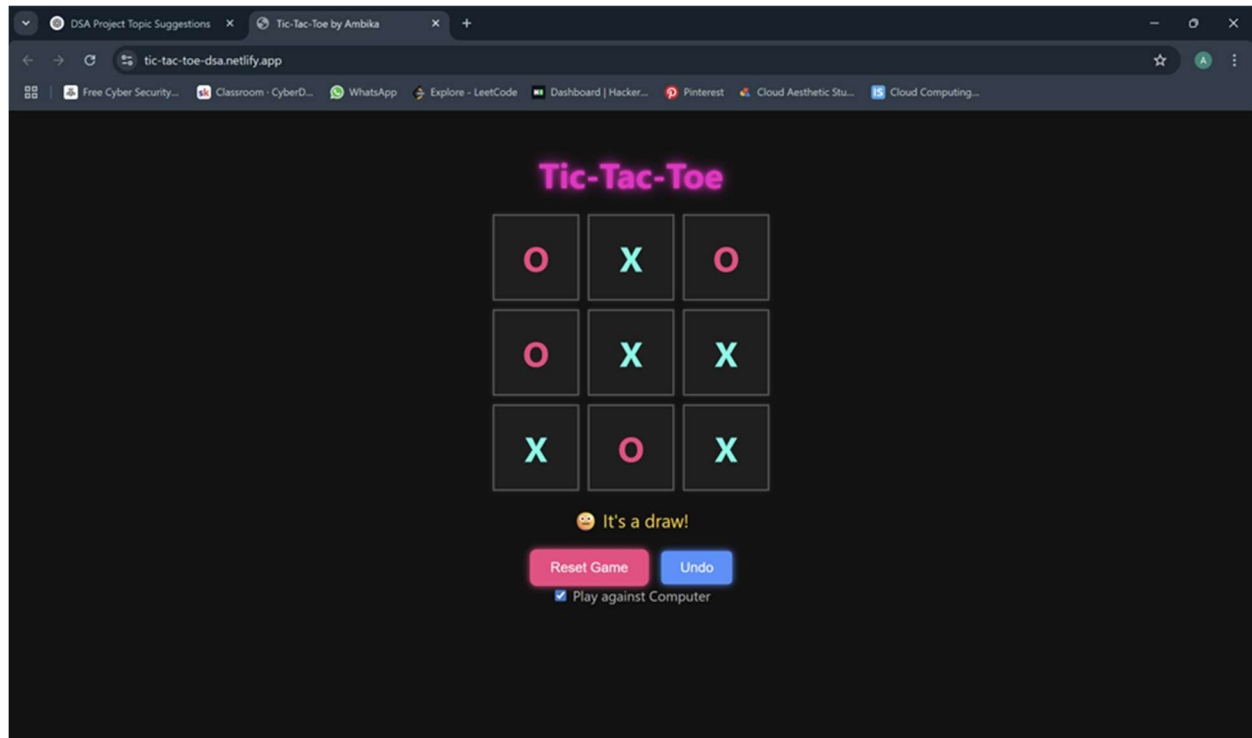 DSA Project Topic Suggestions
Tic-Tac-Toe by Ambika
tic-tac-toe-dsa.netlify.app
A
Free Cyber Security...
sk Classroom - CyberD...
WhatsApp
Explore - LeetCode
Dashboard | Hacker...
Pinterest
Cloud Aesthetic Stu...
IS Cloud Computing...
Tic-Tac-Toe
O X O
O X X
X O X
It's a draw!
Reset Game Undo
Play against Computer